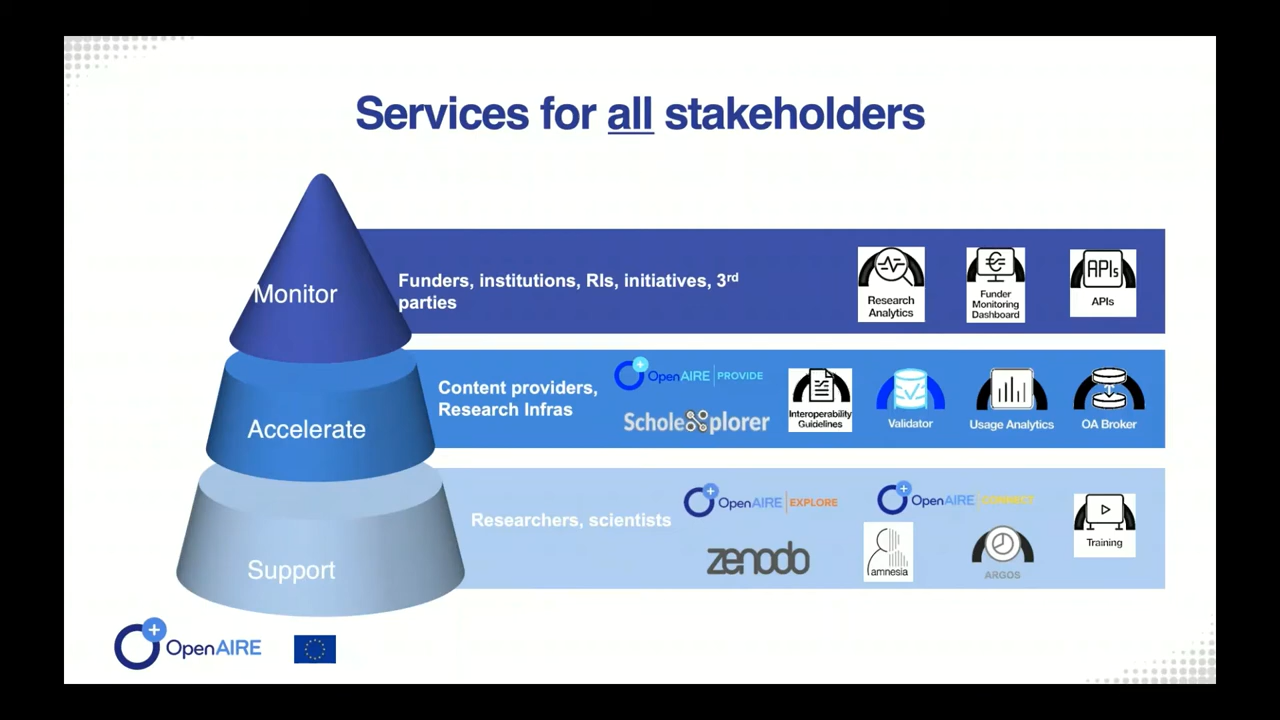 Services for all stakeholders
Monitor
Funders, institutions, RIs, initiatives, 3rd
parties
Research
Analytics
Funder
Monitoring
Dashboard
APIs
APIs
Accelerate
Content providers,
Research Infras
OpenAIRE | PROVIDE
ScholeXplorer
Interoperability
Guidelines
Validator
Usage Analytics
OA Broker
Support
Researchers, scientists
OpenAIRE | EXPLORE
OpenAIRE | CONNECT
zenodo
amnesia
ARGOS
Training
OpenAIRE